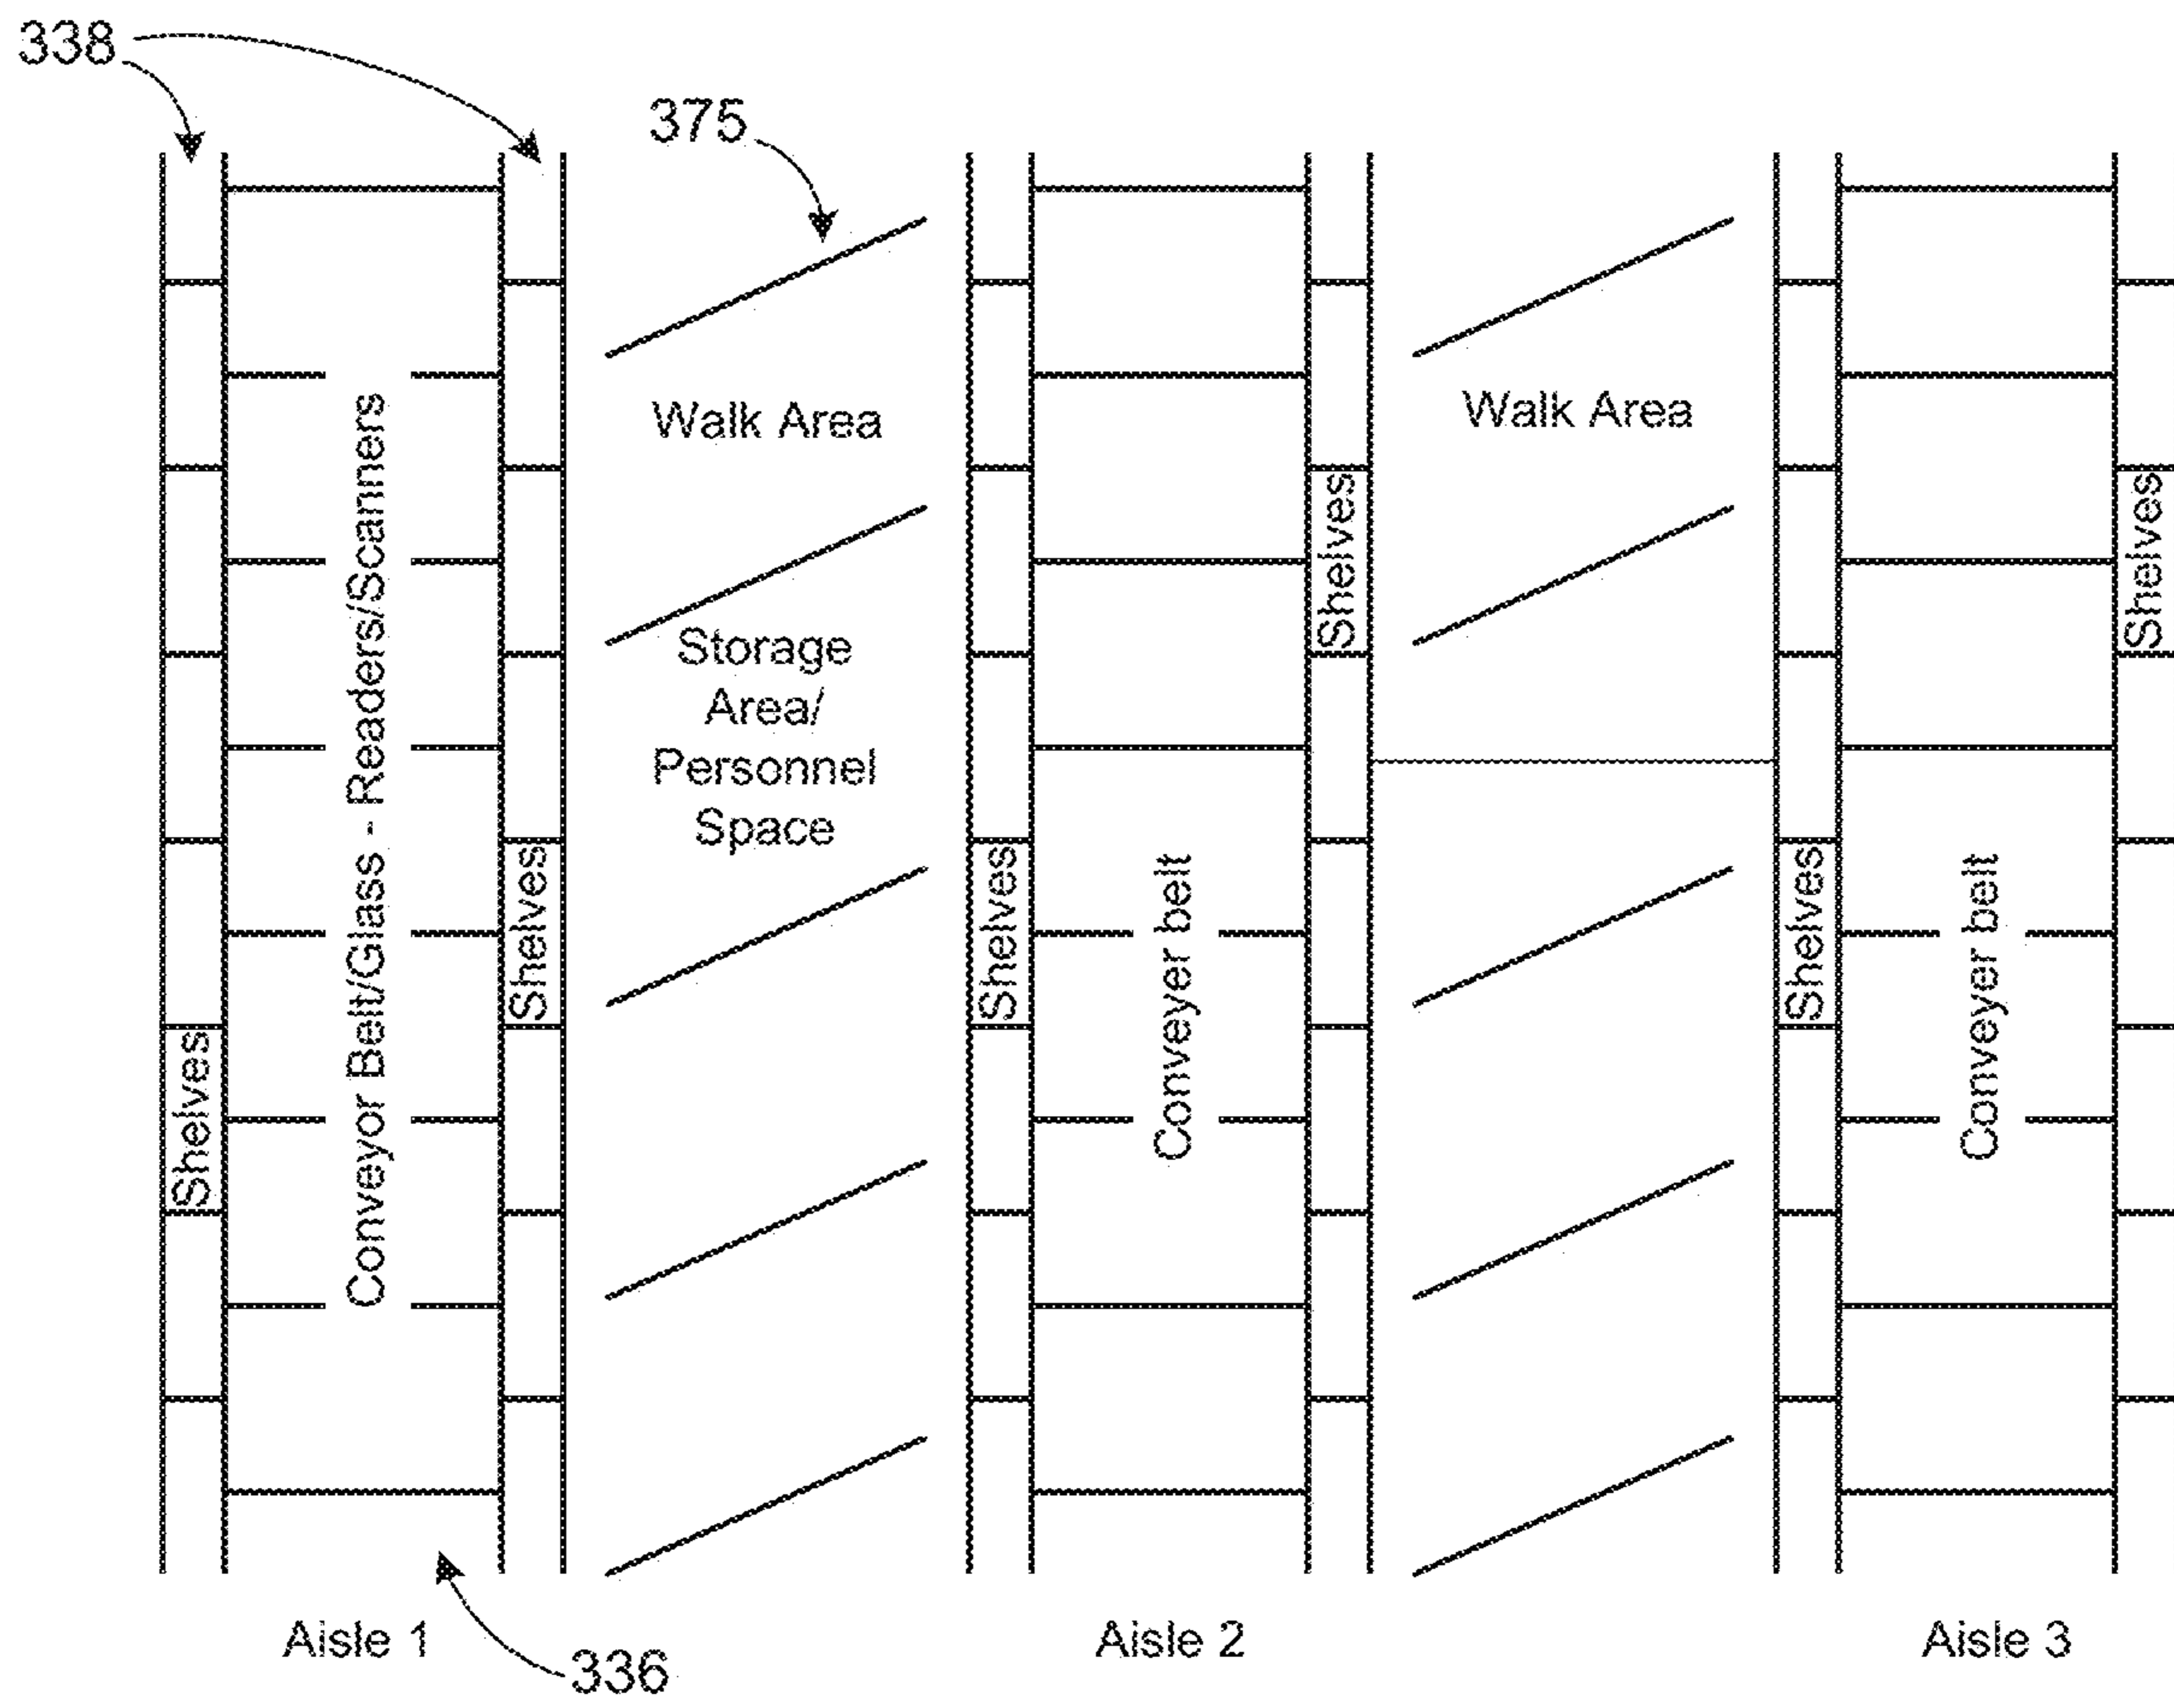 338
375
Walk Area
Walk Area
Conveyor Belt/Glass - Readers/Scanners
Shelves
Shelves
Storage
Area/
Personnel
Space
Shelves
Shelves
Shelves
Shelves
Conveyer belt
Conveyer belt
Aisle 1
Aisle 2
Aisle 3
336